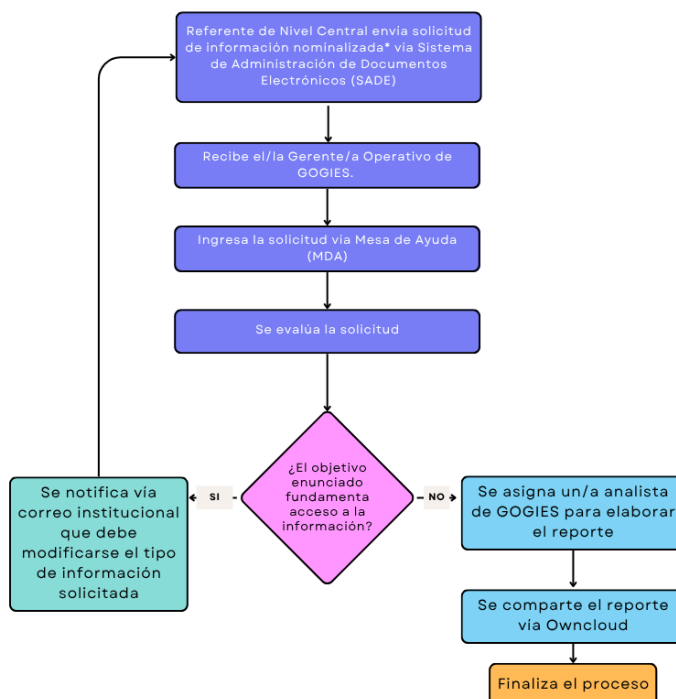 Referente de Nivel Central envía solicitud
de información nominalizada* vía Sistema
de Administración de Documentos
Electrónicos (SADE)
Recibe el/la Gerente/a Operativo de
GOGIES.
Ingresa la solicitud via Mesa de Ayuda
(MDA)
Se evalúa la solicitud
¿El objetivo
enunciado
fundamenta
acceso a la
información?
SI
NO
Se notifica vía
correo institucional
que debe
modificarse el tipo
de información
solicitada
Se asigna un/a analista
de GOGIES para elaborar
el reporte
Se comparte el reporte
vía Owncloud
Finaliza el proceso